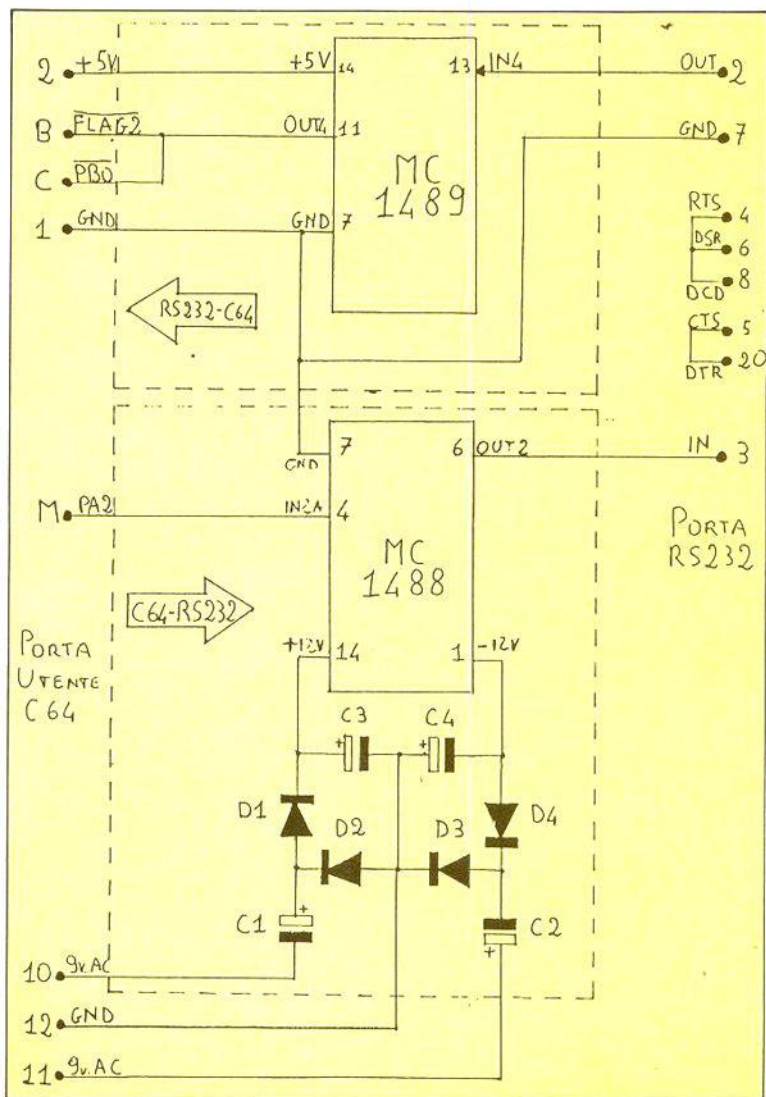 2 +5V +5V 14 13 IN4 OUT 2
B FLAG2 OUT4 11
C PB0
MC
1489
GND 7
1 GND GND 7
RTS 4
DSR 6
DCD 8
CTS 5
DTR 20
RS232-C64
GND 7 6 OUT2 IN 3
M PA2 IN2A 4
MC
1488
C64-RS232
PORTA
RS232
+12V 14 1 -12V
PORTA
UTENTE
C64
C3 C4
+ +
D1 D2 D3 D4
C1 + C2 +
10 9v.AC
12 GND
11 9v.AC